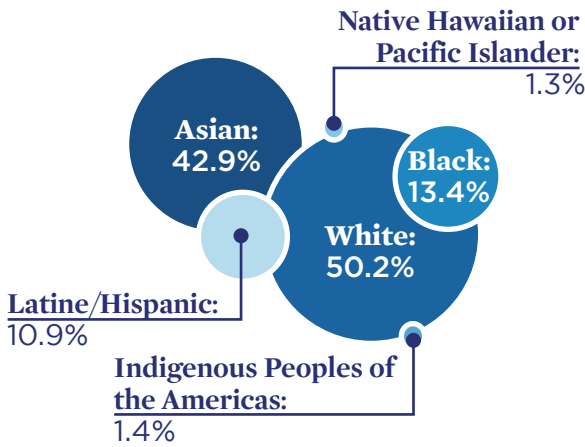 Native Hawaiian or
Pacific Islander:
1.3%
Asian:
42.9%
Black:
13.4%
White:
50.2%
Latine/Hispanic:
10.9%
Indigenous Peoples of
the Americas:
1.4%